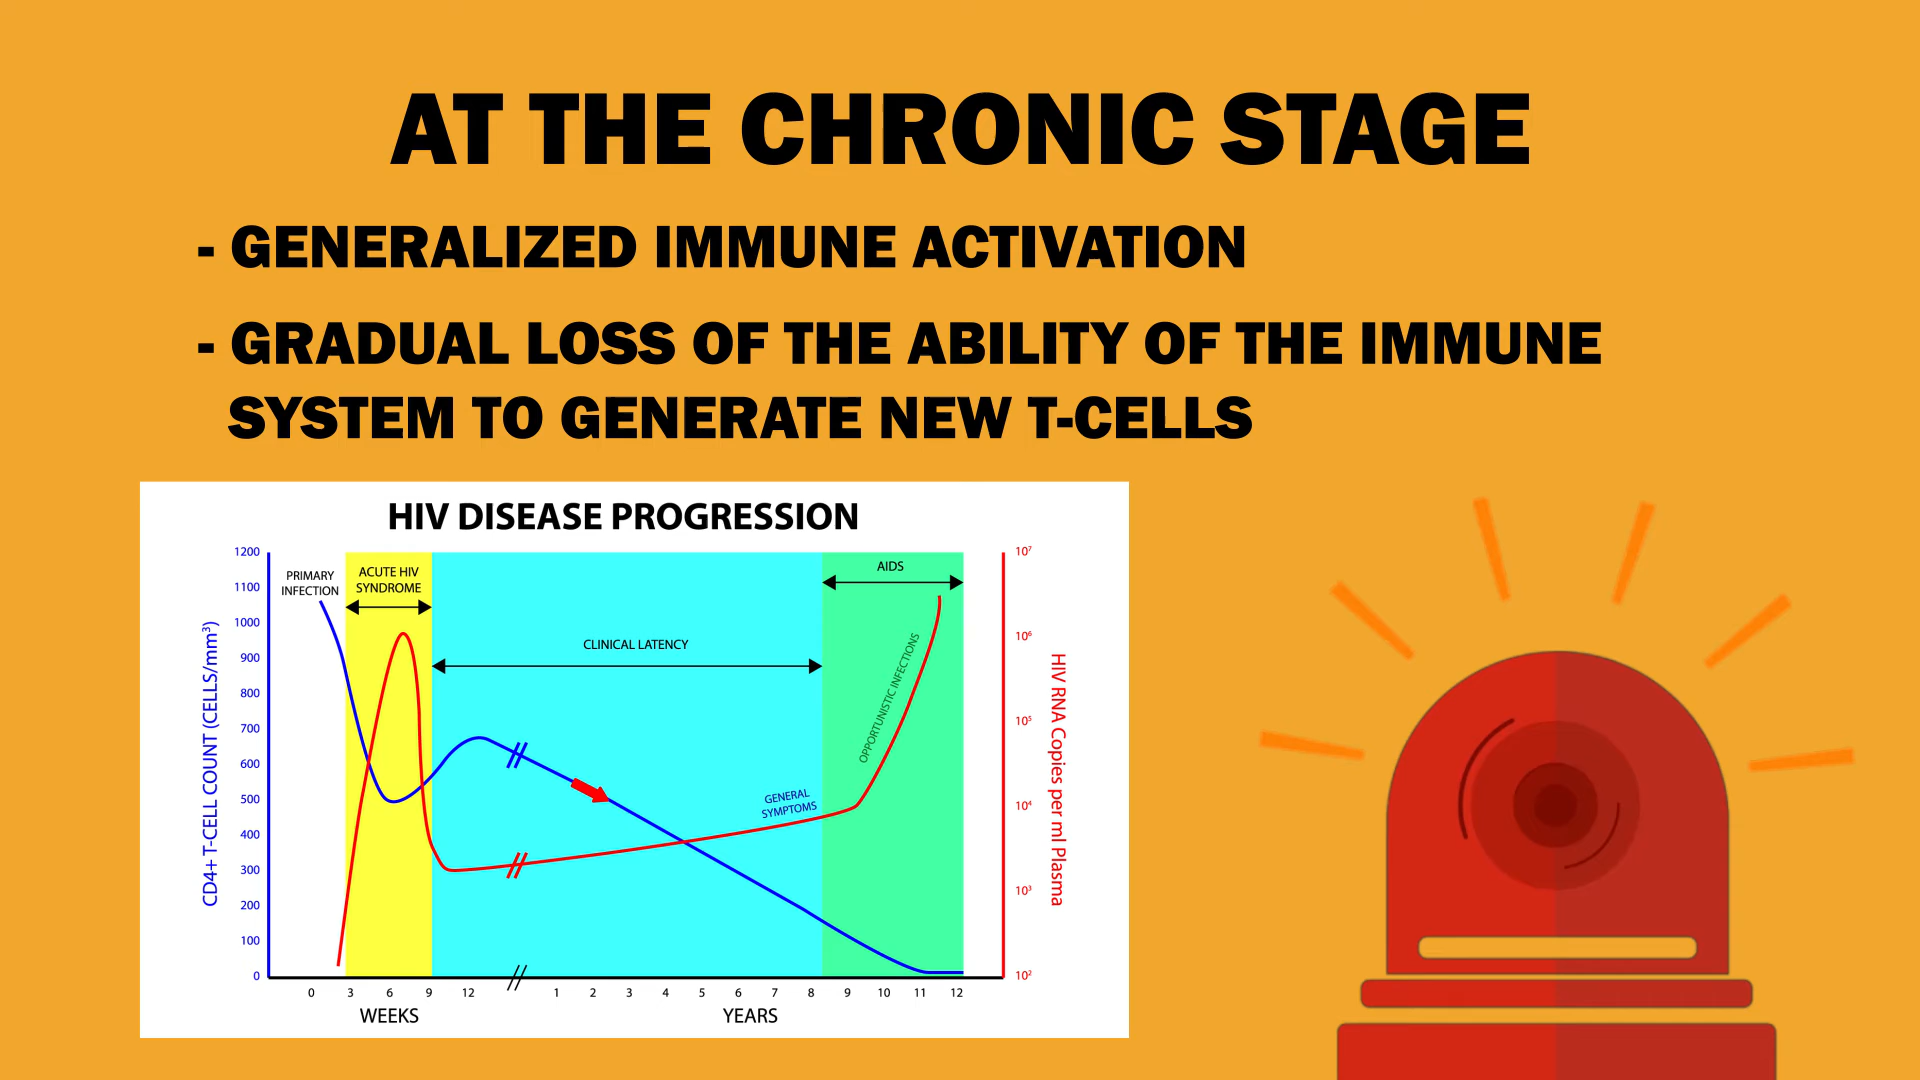 AT THE CHRONIC STAGE
- GENERALIZED IMMUNE ACTIVATION
- GRADUAL LOSS OF THE ABILITY OF THE IMMUNE
SYSTEM TO GENERATE NEW T-CELLS
HIV DISEASE PROGRESSION
CD4+ T-CELL COUNT (CELLS/mm³)
1200
1100
1000
900
800
700
600
500
400
300
200
100
0
PRIMARY
INFECTION
ACUTE HIV
SYNDROME
CLINICAL LATENCY
AIDS
OPPORTUNISTIC INFECTIONS
GENERAL
SYMPTOMS
10⁷
10⁶
10⁵
10⁴
10³
10²
HIV RNA Copies per ml Plasma
0 3 6 9 12 1 2 3 4 5 6 7 8 9 10 11 12
WEEKS YEARS